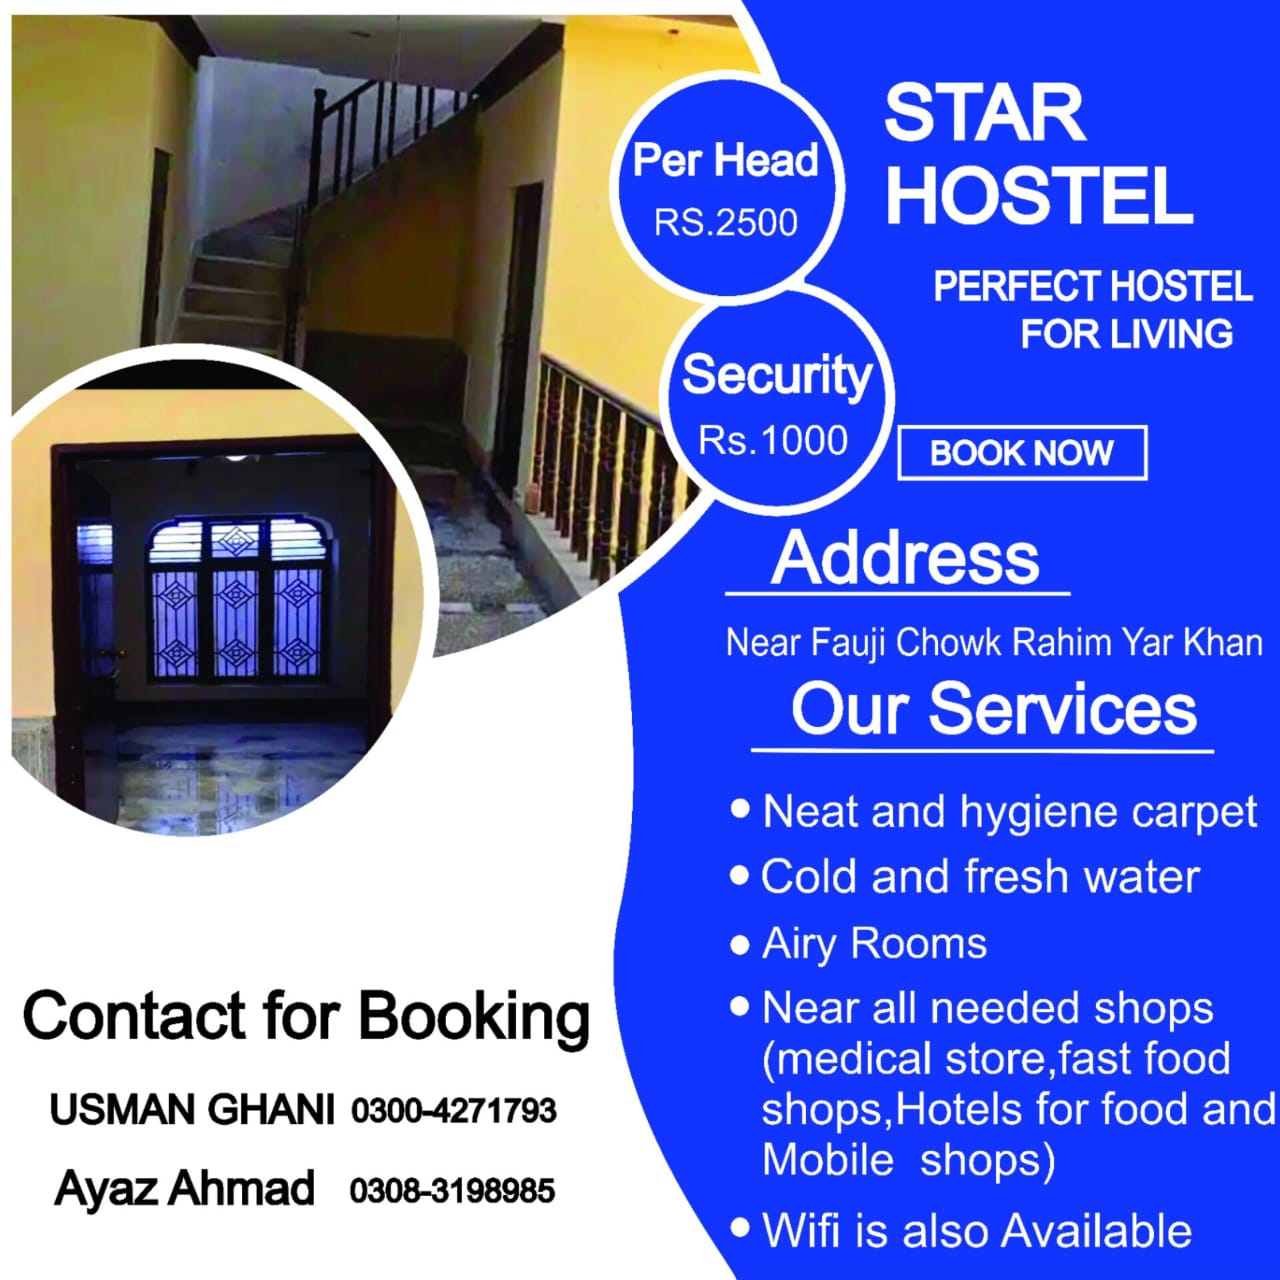 STAR
HOSTEL
PERFECT HOSTEL
FOR LIVING
Per Head
RS.2500
Security
Rs.1000
BOOK NOW
Address
Near Fauji Chowk Rahim Yar Khan
Our Services
• Neat and hygiene carpet
• Cold and fresh water
• Airy Rooms
• Near all needed shops
(medical store,fast food
shops,Hotels for food and
Mobile shops)
• Wifi is also Available
Contact for Booking
USMAN GHANI 0300-4271793
Ayaz Ahmad 0308-3198985